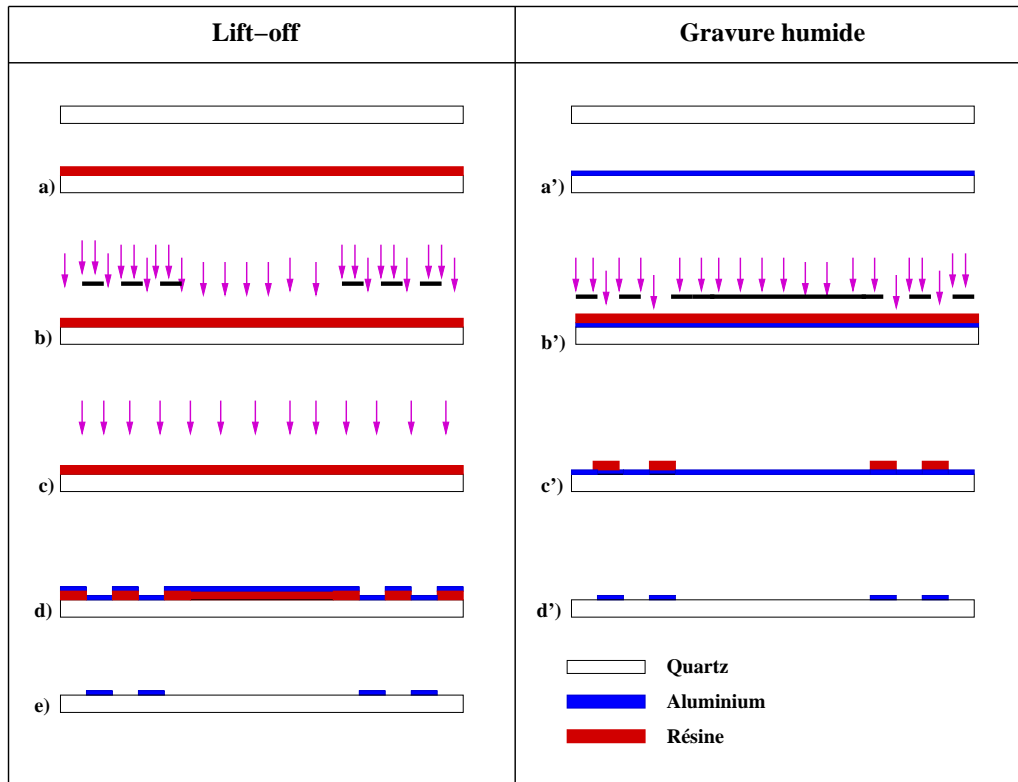 Lift−off
Gravure humide
a)
a')
b)
b')
c)
c')
d)
d')
e)
Quartz
Aluminium
Résine